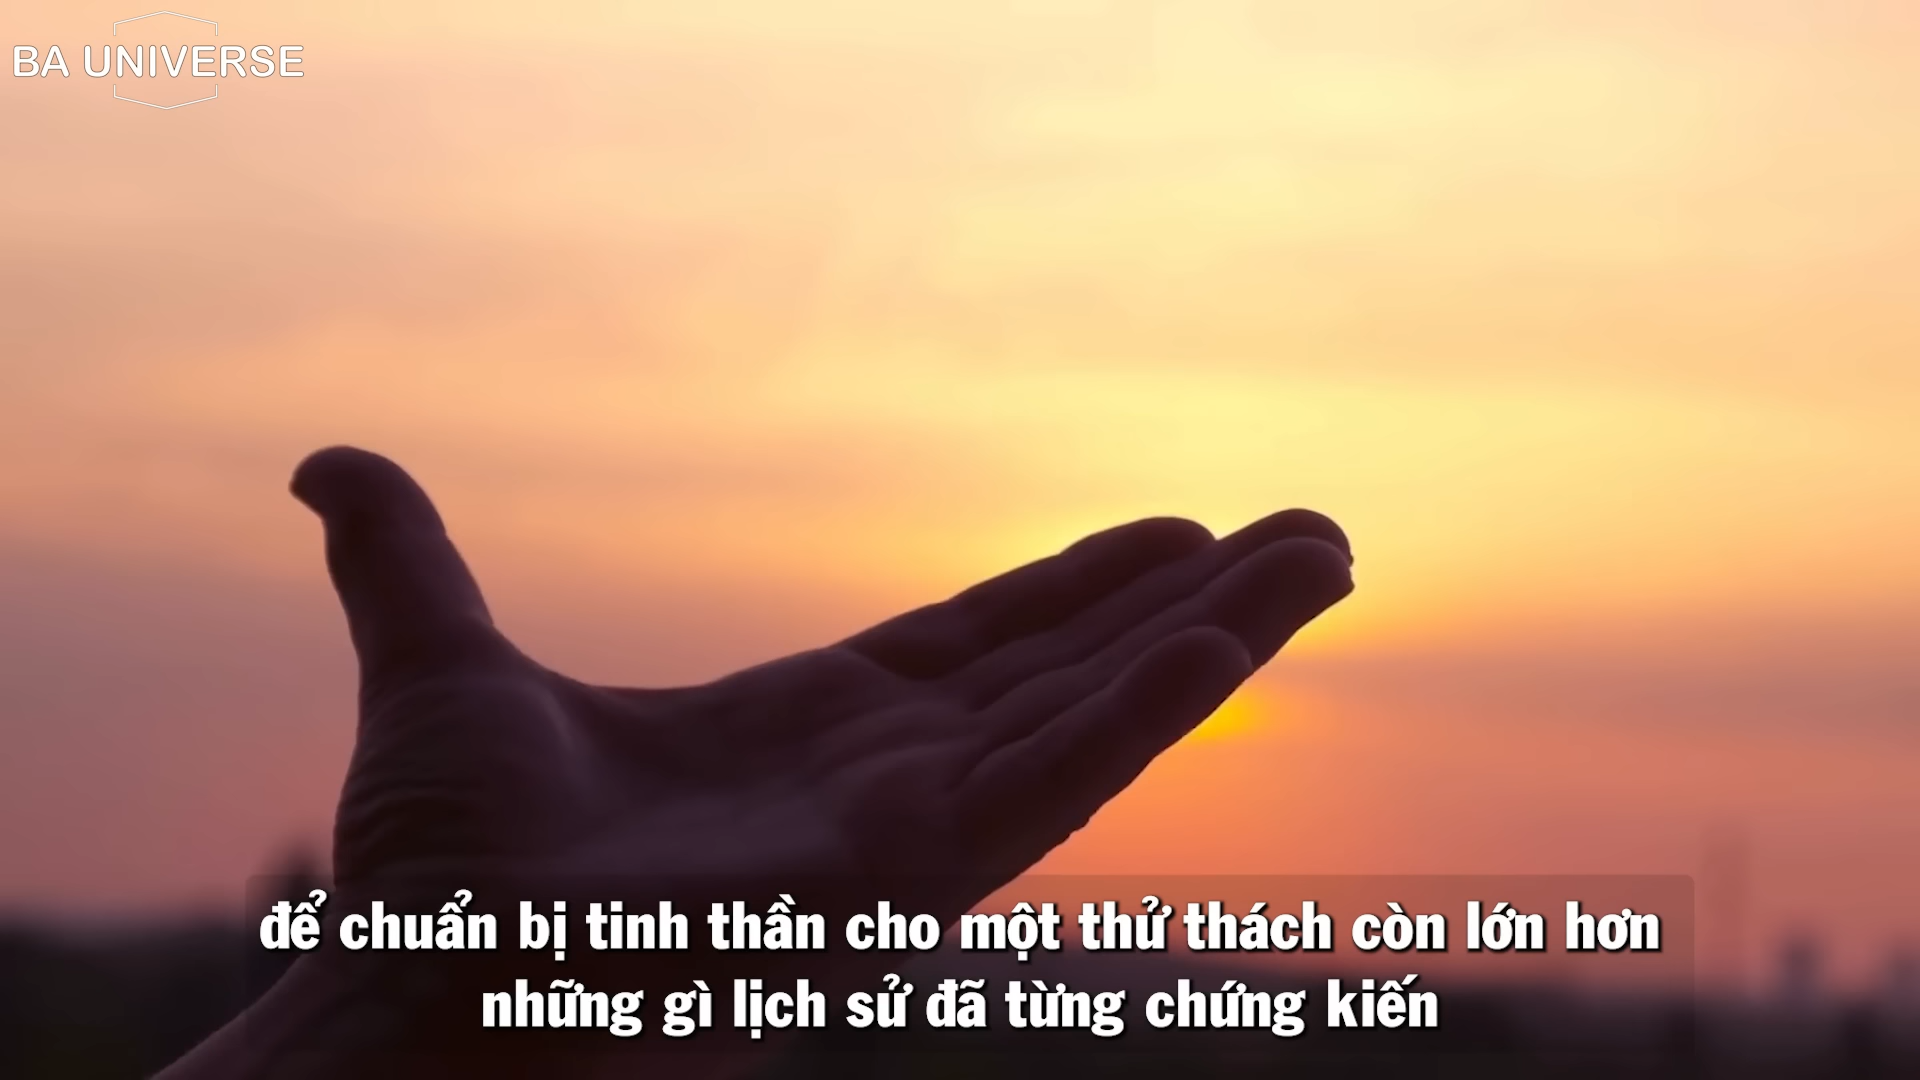 BA UNIVERSE
để chuẩn bị tinh thần cho một thử thách còn lớn hơn
những gì lịch sử đã từng chứng kiến